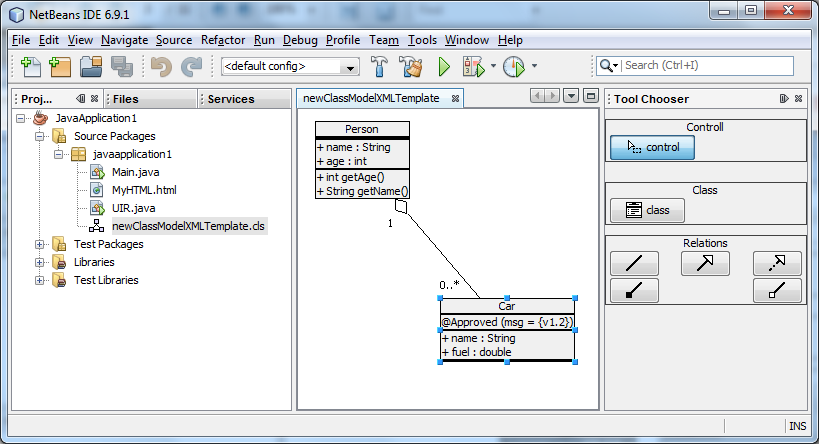 NetBeans IDE 6.9.1
File Edit View Navigate Source Refactor Run Debug Profile Team Tools Window Help
<default config> Search (Ctrl+I)
Proj... Files Services
newClassModelXMLTemplate
Tool Chooser
JavaApplication1
Source Packages
javaapplication1
Main.java
MyHTML.html
UIR.java
newClassModelXMLTemplate.cls
Test Packages
Libraries
Test Libraries
Person
+ name : String
+ age : int
+ int getAge()
+ String getName()
1
0..*
Car
@Approved (msg = {v1.2})
+ name : String
+ fuel : double
Controll
control
Class
class
Relations
INS